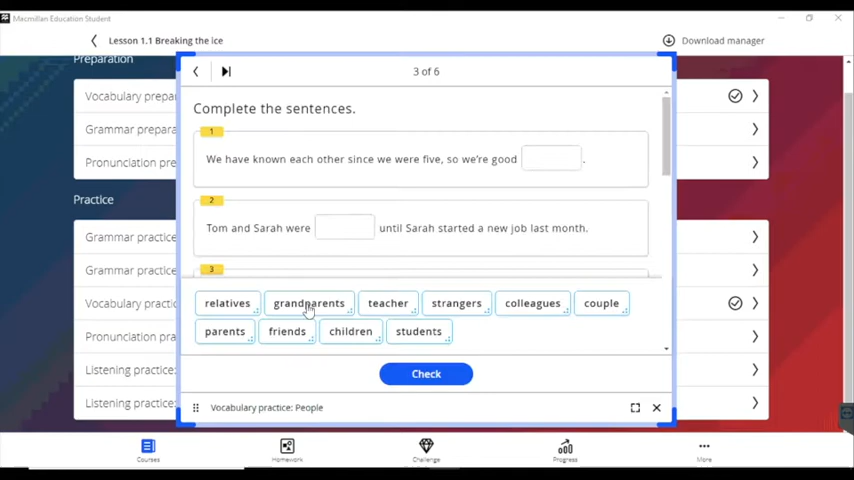 Macmillan Education Student
Lesson 1.1 Breaking the ice
Download manager
Preparation
Vocabulary prepar
Grammar prepara
Pronunciation pre
Practice
Grammar practice
Grammar practice
Vocabulary practic
Pronunciation pra
Listening practice:
Listening practice:
3 of 6
Complete the sentences.
1
We have known each other since we were five, so we're good .
2
Tom and Sarah were until Sarah started a new job last month.
3
relatives grandparents teacher strangers colleagues couple
parents friends children students
Check
Vocabulary practice: People
Courses Homework Challenge Progress More